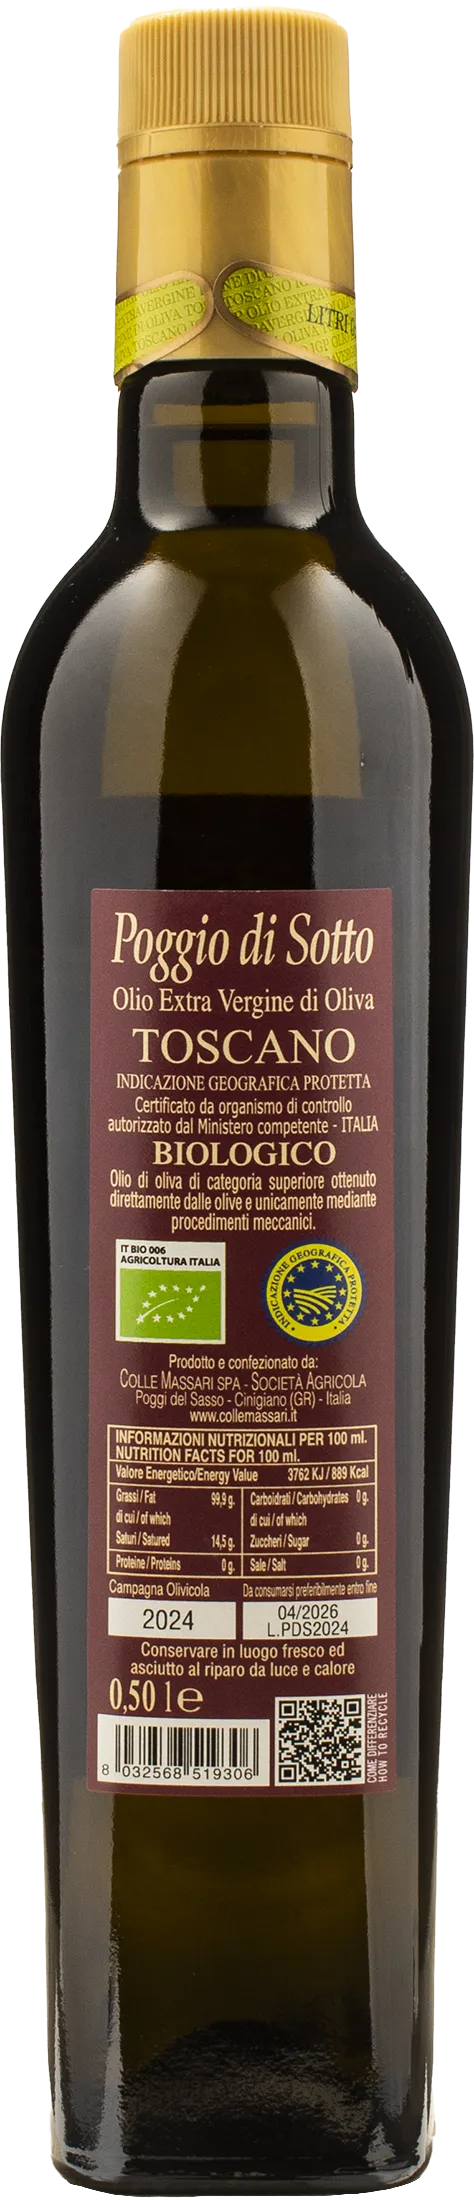 LITRI
Poggio di Sotto
Olio Extra Vergine di Oliva
TOSCANO
INDICAZIONE GEOGRAFICA PROTETTA
Certificato da organismo di controllo
autorizzato dal Ministero competente - ITALIA
BIOLOGICO
Olio di oliva di categoria superiore ottenuto
direttamente dalle olive e unicamente mediante
procedimenti meccanici.
IT BIO 006
AGRICOLTURA ITALIA
INDICAZIONE GEOGRAFICA PROTETTA
Prodotto e confezionato da:
COLLE MASSARI SPA - SOCIETÀ AGRICOLA
Poggi del Sasso - Cinigiano (GR) - Italia
www.collemassari.it
INFORMAZIONI NUTRIZIONALI PER 100 ml.
NUTRITION FACTS FOR 100 ml.
Valore Energetico/Energy Value 3762 KJ / 889 Kcal
Grassi / Fat 99,9 g. Carboidrati / Carbohydrates 0 g.
di cui / of which di cui / of which
Saturi / Satured 14,5 g. Zuccheri / Sugar 0 g.
Proteine / Proteins 0 g. Sale / Salt 0 g.
Campagna Olivicola Da consumarsi preferibilmente entro fine
2024 04/2026
L.PDS2024
Conservare in luogo fresco ed
asciutto al riparo da luce e calore
0,50 l e
8 032568 519306
COME DIFFERENZIARE
HOW TO RECYCLE